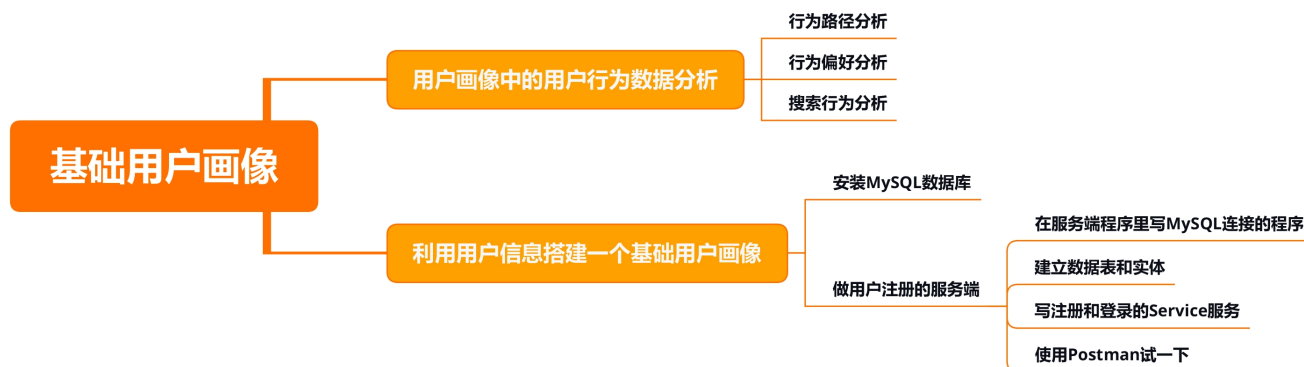 基础用户画像
用户画像中的用户行为数据分析
行为路径分析
行为偏好分析
搜索行为分析
利用用户信息搭建一个基础用户画像
安装MySQL数据库
做用户注册的服务端
在服务端程序里写MySQL连接的程序
建立数据表和实体
写注册和登录的Service服务
使用Postman试一下